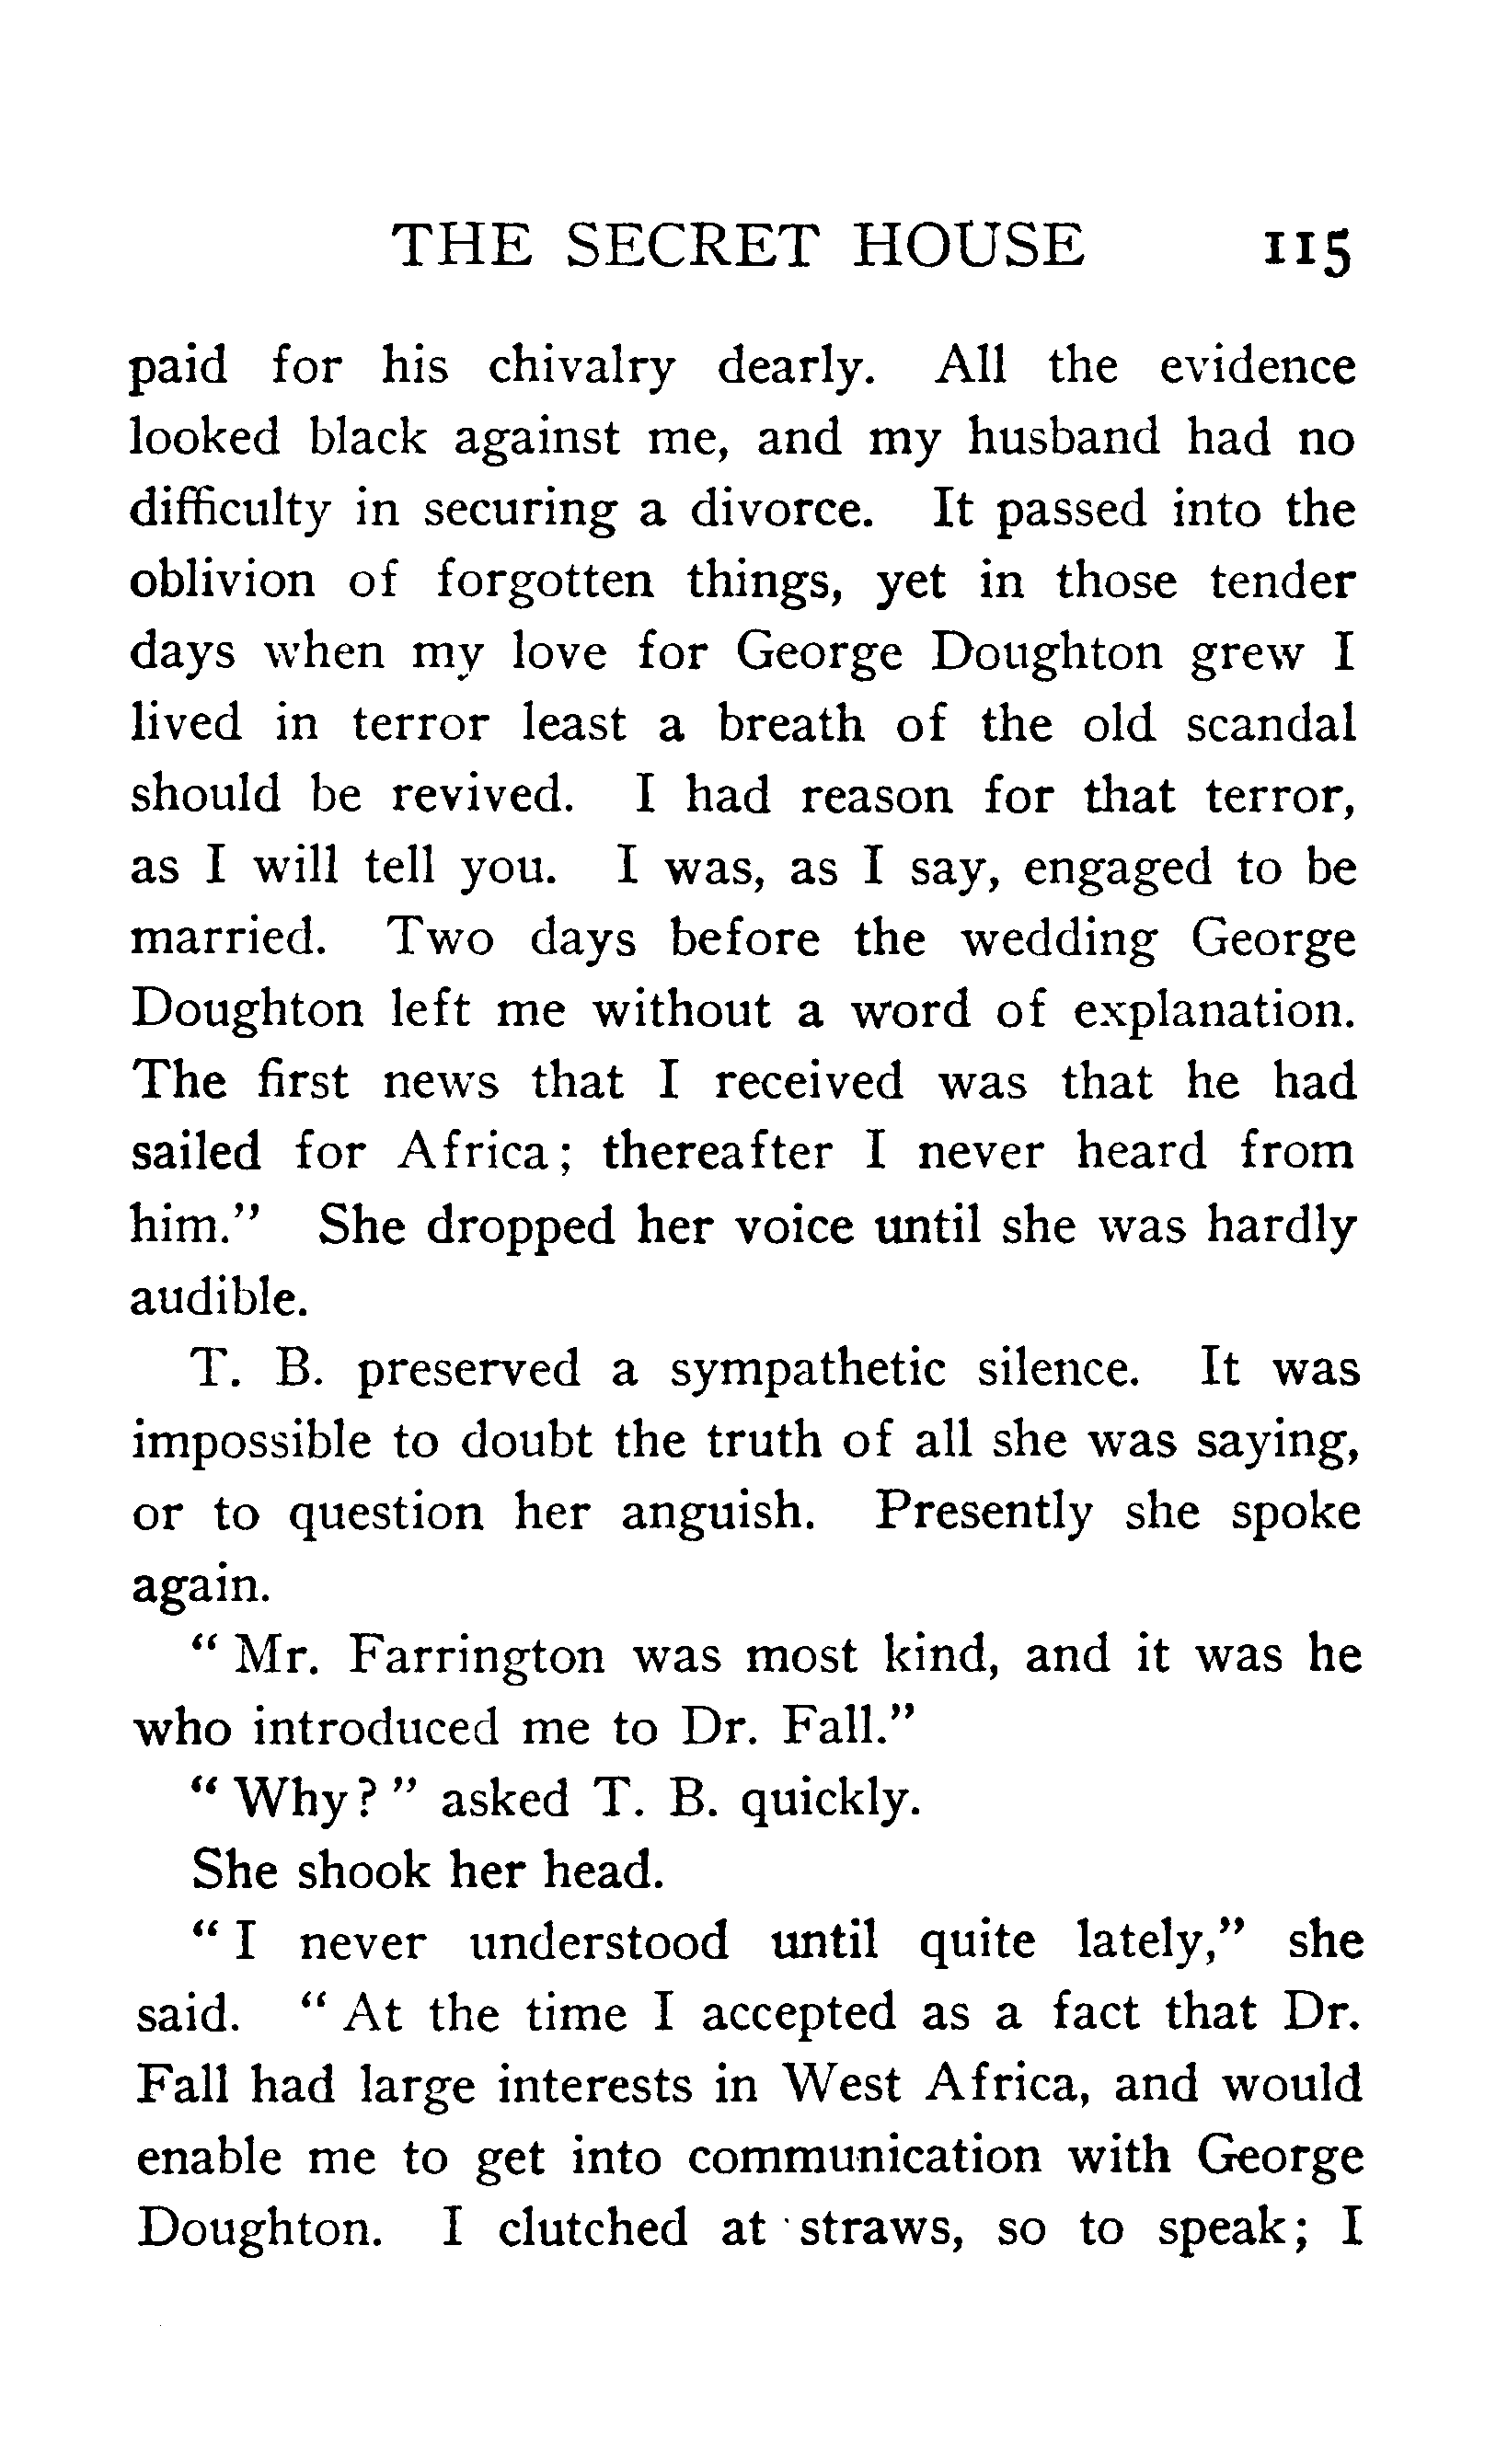 THE SECRET HOUSE 115
paid for his chivalry dearly. All the evidence
looked black against me, and my husband had no
difficulty in securing a divorce. It passed into the
oblivion of forgotten things, yet in those tender
days when my love for George Doughton grew I
lived in terror least a breath of the old scandal
should be revived. I had reason for that terror,
as I will tell you. I was, as I say, engaged to be
married. Two days before the wedding George
Doughton left me without a word of explanation.
The first news that I received was that he had
sailed for Africa; thereafter I never heard from
him." She dropped her voice until she was hardly
audible.
T. B. preserved a sympathetic silence. It was
impossible to doubt the truth of all she was saying,
or to question her anguish. Presently she spoke
again.
"Mr. Farrington was most kind, and it was he
who introduced me to Dr. Fall."
"Why?" asked T. B. quickly.
She shook her head.
"I never understood until quite lately," she
said. "At the time I accepted as a fact that Dr.
Fall had large interests in West Africa, and would
enable me to get into communication with George
Doughton. I clutched at straws, so to speak; I